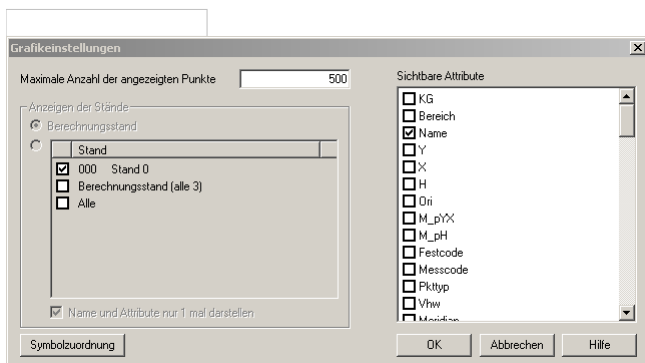 Grafikeinstellungen
Maximale Anzahl der angezeigten Punkte 500
Anzeigen der Stände
Berechnungsstand
Stand
000 Stand 0
Berechnungsstand (alle 3)
Alle
Name und Attribute nur 1 mal darstellen
Symbolzuordnung
Sichtbare Attribute
KG
Bereich
Name
Y
X
H
Ori
M_pYX
M_pH
Festcode
Messcode
Pkttyp
Vhw
Meridian
OK Abbrechen Hilfe